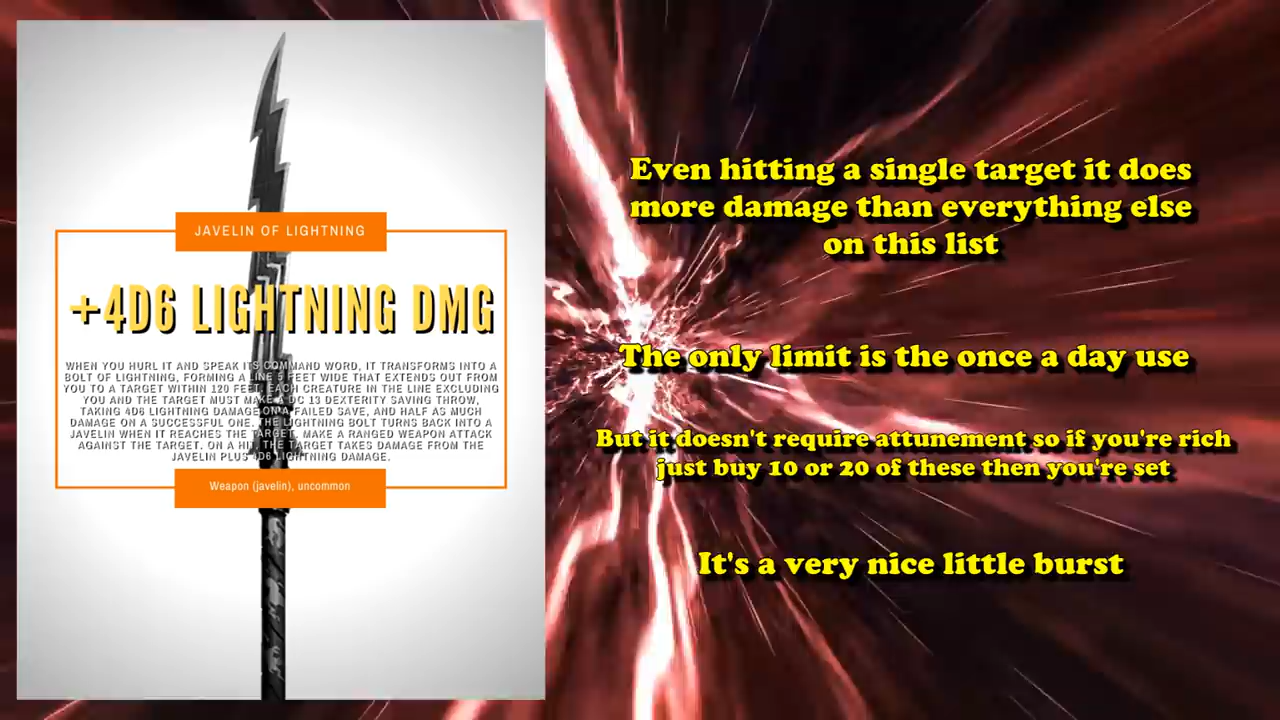 JAVELIN OF LIGHTNING
+4D6 LIGHTNING DMG
WHEN YOU HURL IT AND SPEAK ITS COMMAND WORD, IT TRANSFORMS INTO A
BOLT OF LIGHTNING, FORMING A LINE 5 FEET WIDE THAT EXTENDS OUT FROM
YOU TO A TARGET WITHIN 120 FEET. EACH CREATURE IN THE LINE EXCLUDING
YOU AND THE TARGET MUST MAKE A DC 13 DEXTERITY SAVING THROW,
TAKING 4D6 LIGHTNING DAMAGE ON A FAILED SAVE, AND HALF AS MUCH
DAMAGE ON A SUCCESSFUL ONE. THE LIGHTNING BOLT TURNS BACK INTO A
JAVELIN WHEN IT REACHES THE TARGET. MAKE A RANGED WEAPON ATTACK
AGAINST THE TARGET. ON A HIT, THE TARGET TAKES DAMAGE FROM THE
JAVELIN PLUS 4D6 LIGHTNING DAMAGE.
Weapon (javelin), uncommon
Even hitting a single target it does
more damage than everything else
on this list
The only limit is the once a day use
But it doesn't require attunement so if you're rich
just buy 10 or 20 of these then you're set
It's a very nice little burst